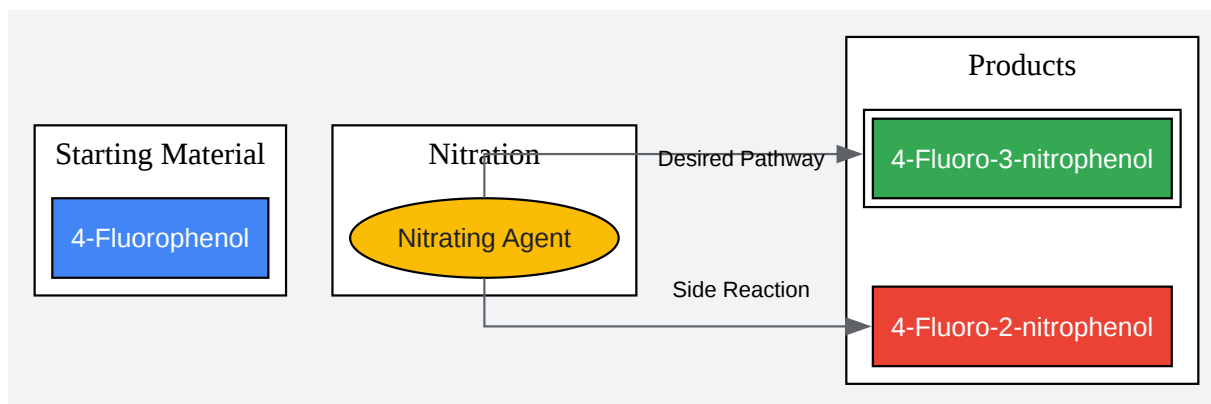 Starting Material
4-Fluorophenol
Nitration
Nitrating Agent
Desired Pathway
Side Reaction
Products
4-Fluoro-3-nitrophenol
4-Fluoro-2-nitrophenol